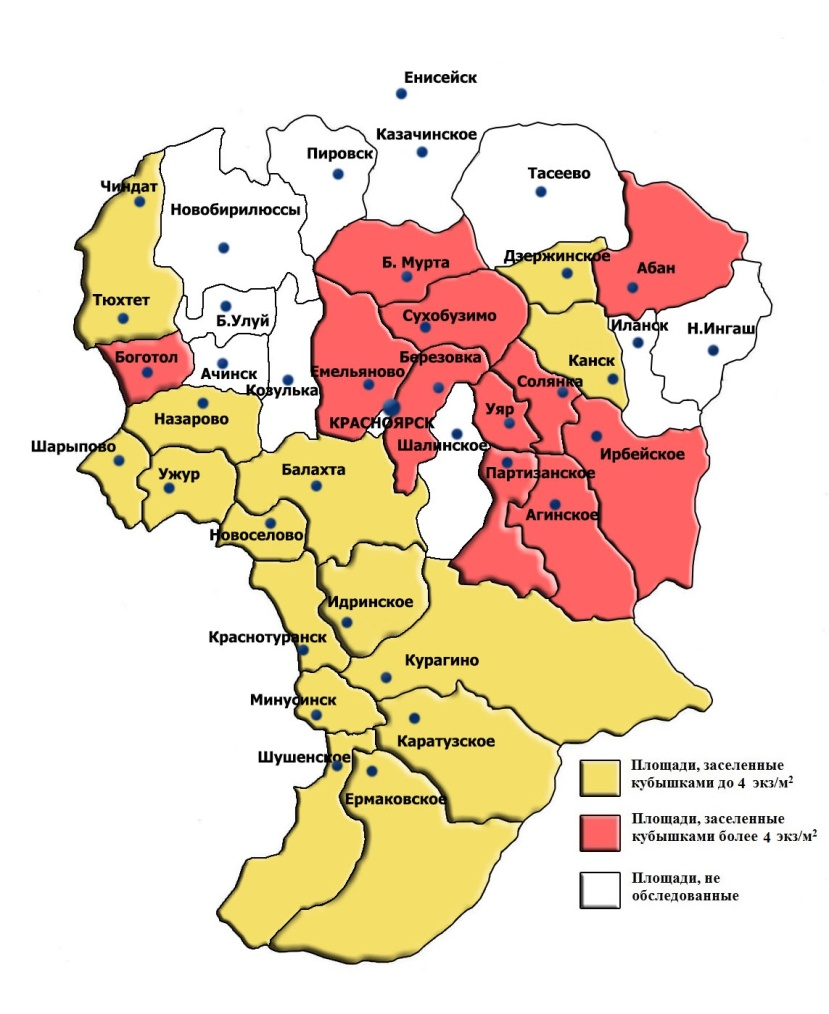 Енисейск
Казачинское
Пировск
Тасеево
Чиндат
Новобирилюссы
Дзержинское
Б. Мурта
Абан
Тюхтет
Сухобузимо
Б.Улуй
Иланск
Н.Ингаш
Боготол
Березовка
Канск
Ачинск
Емельяново
Солянка
Козулька
Назарово
Уяр
КРАСНОЯРСК
Шарыпово
Шалинское
Ирбейское
Ужур
Балахта
Партизанское
Агинское
Новоселово
Идринское
Краснотуранск
Курагино
Минусинск
Каратузское
Шушенское
Ермаковское
Площади, заселенные
кубышками до 4 экз/м²
Площади, заселенные
кубышками более 4 экз/м²
Площади, не
обследованные